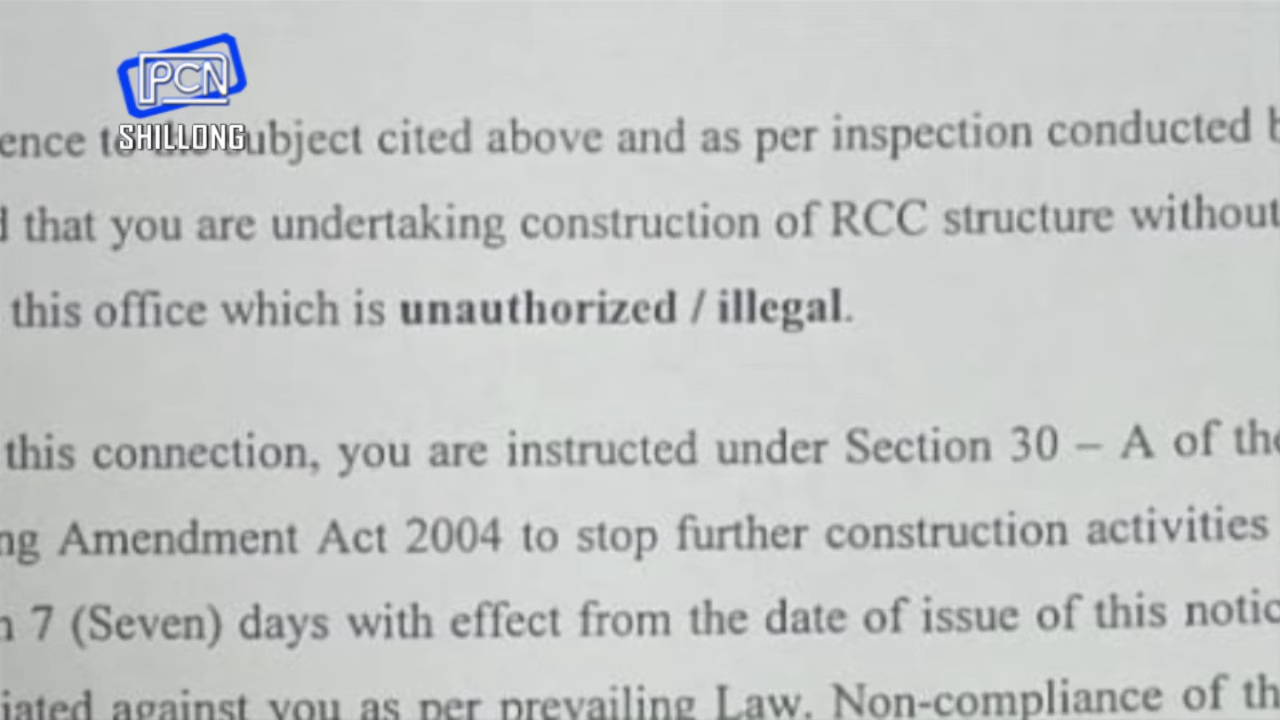 PCN
SHILLONG
ence to the subject cited above and as per inspection conducted b
d that you are undertaking construction of RCC structure without
this office which is unauthorized / illegal.
this connection, you are instructed under Section 30 – A of the
ng Amendment Act 2004 to stop further construction activities
n 7 (Seven) days with effect from the date of issue of this notic
iated against you as per prevailing Law. Non-compliance of th